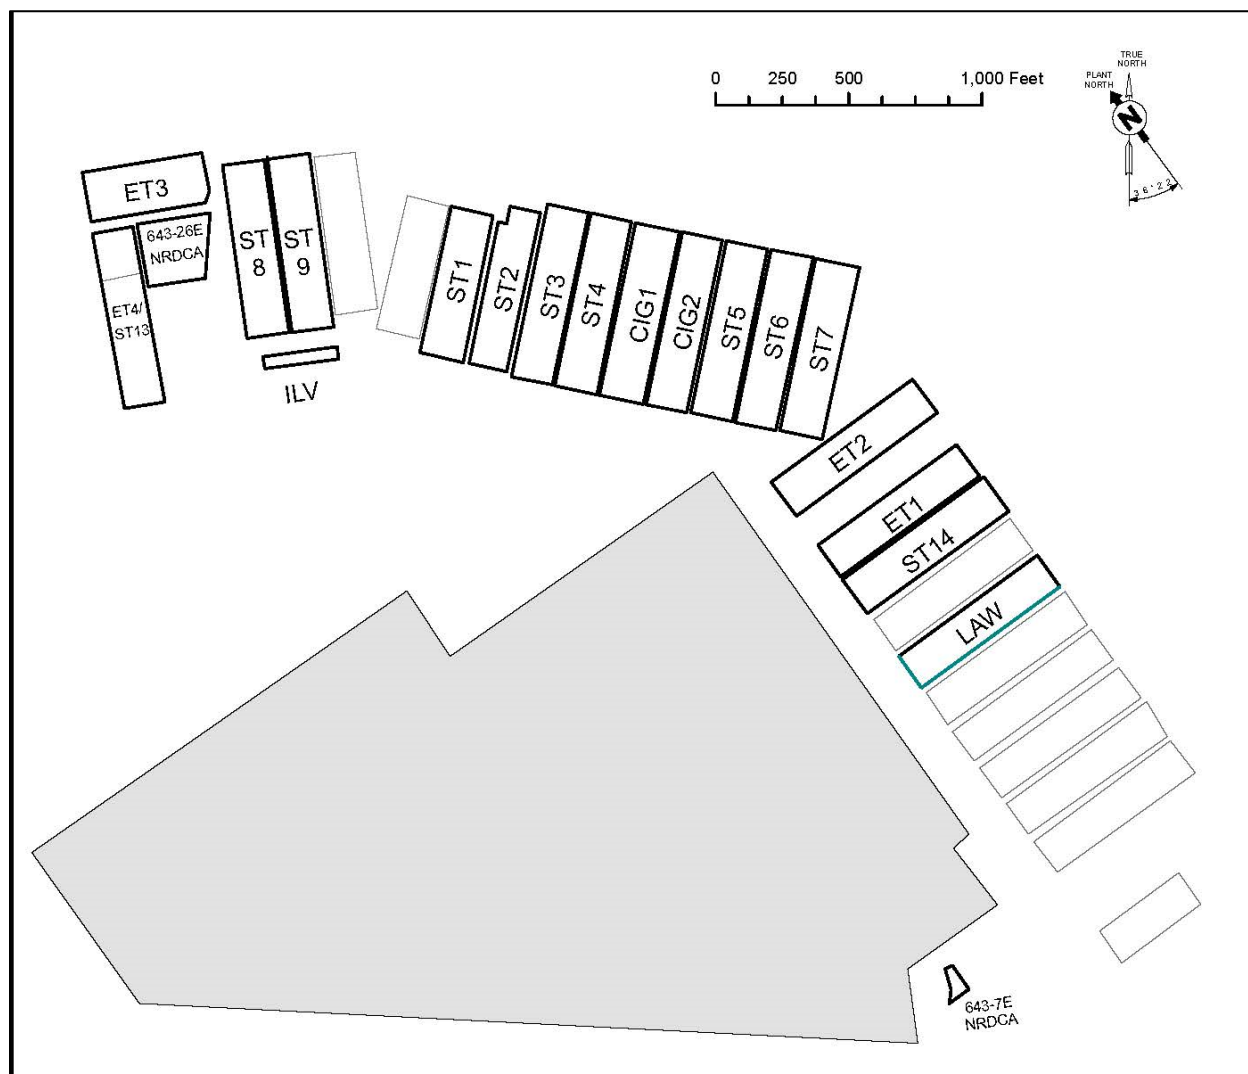 0 250 500 1,000 Feet
TRUE
NORTH
PLANT
NORTH
N
36°22'
ET3
643-26E
NRDCA
ET4/
ST13
ST
8
ST
9
ILV
ST1
ST2
ST3
ST4
CIG1
CIG2
ST5
ST6
ST7
ET2
ET1
ST14
LAW
643-7E
NRDCA